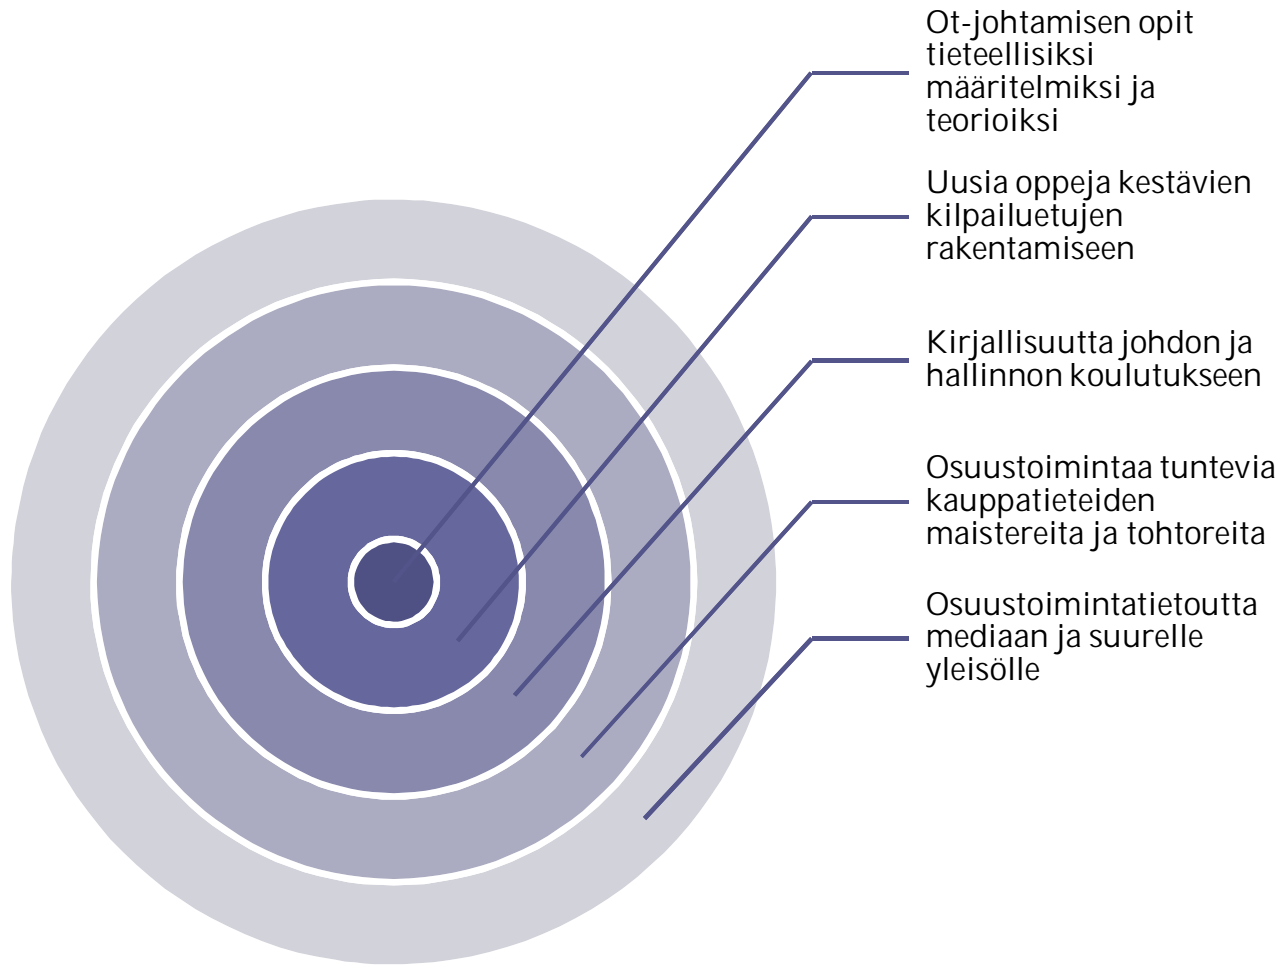 Ot-johtamisen opit
tieteellisiksi
määritelmiksi ja
teorioiksi
Uusia oppeja kestävien
kilpailuetujen
rakentamiseen
Kirjallisuutta johdon ja
hallinnon koulutukseen
Osuustoimintaa tuntevia
kauppatieteiden
maistereita ja tohtoreita
Osuustoimintatietoutta
mediaan ja suurelle
yleisölle